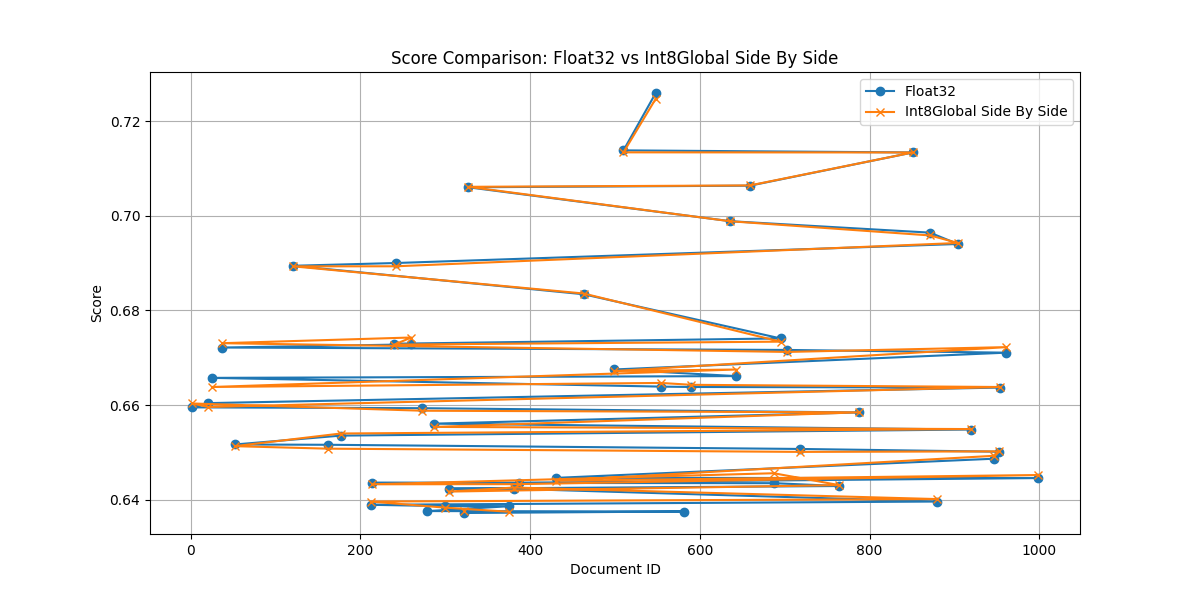 Score Comparison: Float32 vs Int8Global Side By Side
Float32
Int8Global Side By Side
0.72
0.70
0.68
0.66
0.64
Score
0 200 400 600 800 1000
Document ID